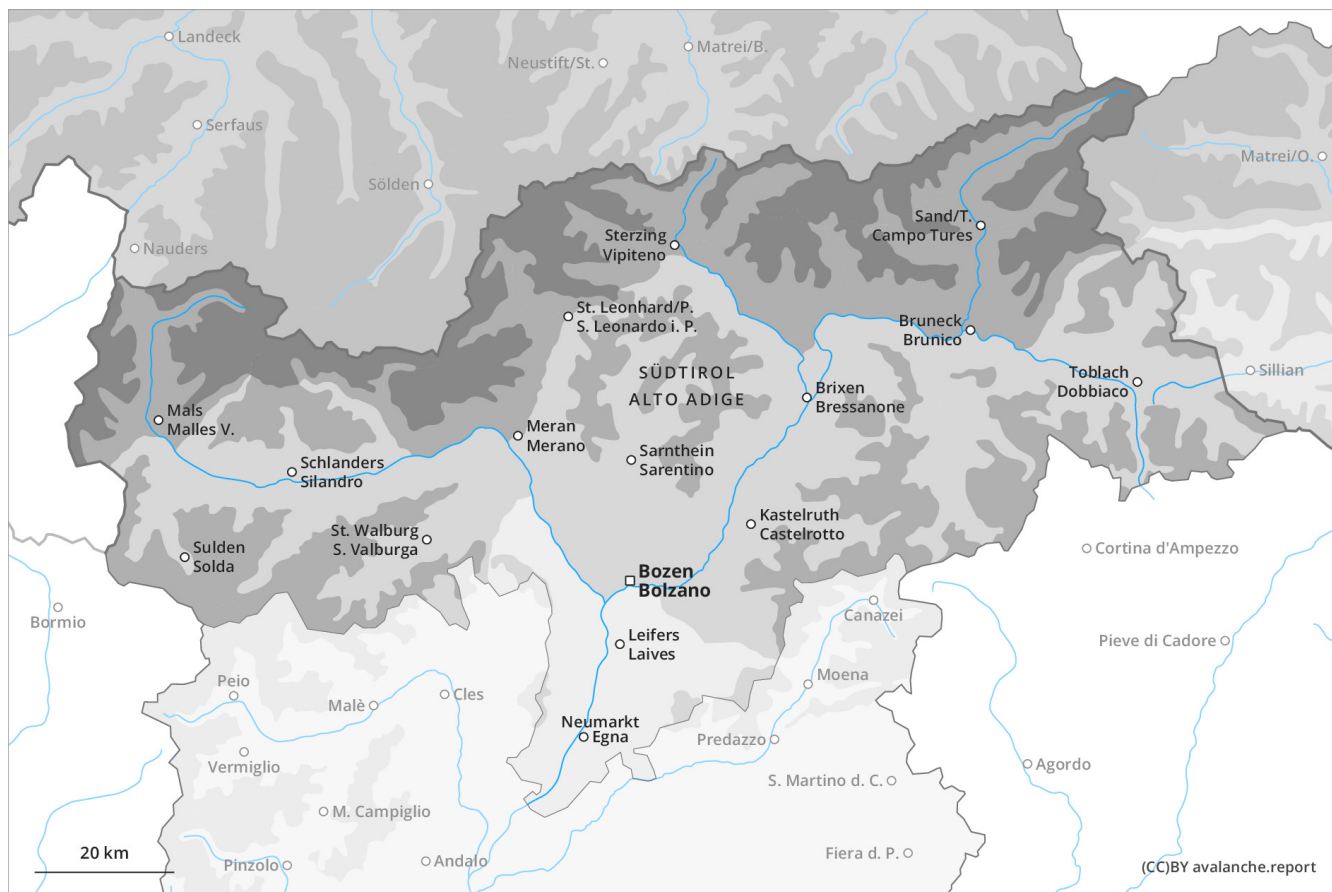 Landeck
Matrei/B.
Neustift/St.
Serfaus
Matrei/O.
Sölden
Sand/T.
Campo Tures
Sterzing
Vipiteno
Nauders
St. Leonhard/P.
S. Leonardo i. P.
Bruneck
Brunico
SÜDTIROL
ALTO ADIGE
Toblach
Dobbiaco
Sillian
Brixen
Bressanone
Mals
Malles V.
Meran
Merano
Sarnthein
Sarentino
Schlanders
Silandro
Kastelruth
Castelrotto
St. Walburg
S. Valburga
Sulden
Solda
Cortina d'Ampezzo
Bozen
Bolzano
Bormio
Canazei
Leifers
Laives
Pieve di Cadore
Peio
Moena
Malè
Cles
Neumarkt
Egna
Predazzo
Vermiglio
Agordo
S. Martino d. C.
M. Campiglio
20 km
Pinzolo
Andalo
Fiera d. P.
(CC)BY avalanche.report